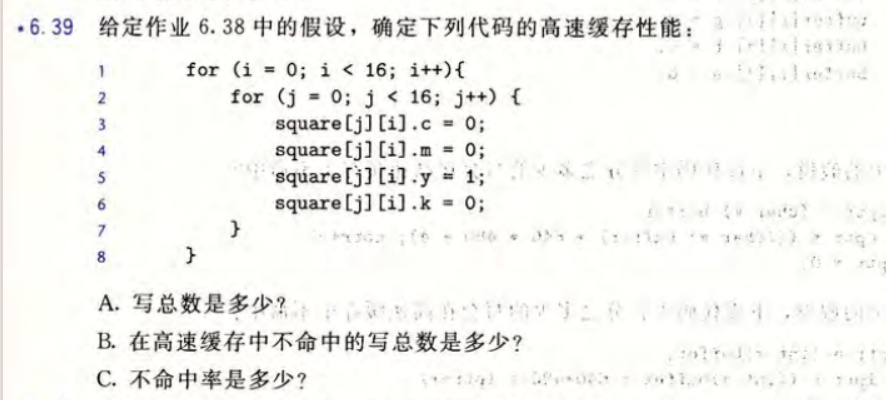 *6.39 给定作业 6.38 中的假设，确定下列代码的高速缓存性能：
1 for (i = 0; i < 16; i++){
2 for (j = 0; j < 16; j++) {
3 square[j][i].c = 0;
4 square[j][i].m = 0;
5 square[j][i].y = 1;
6 square[j][i].k = 0;
7 }
8 }
A. 写总数是多少？
B. 在高速缓存中不命中的写总数是多少？
C. 不命中率是多少？